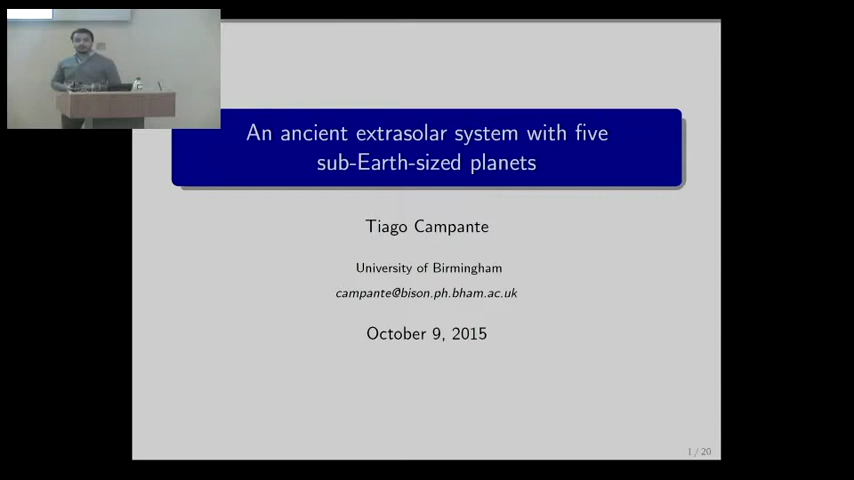 An ancient extrasolar system with five
sub-Earth-sized planets
Tiago Campante
University of Birmingham
campante@bison.ph.bham.ac.uk
October 9, 2015
1 / 20